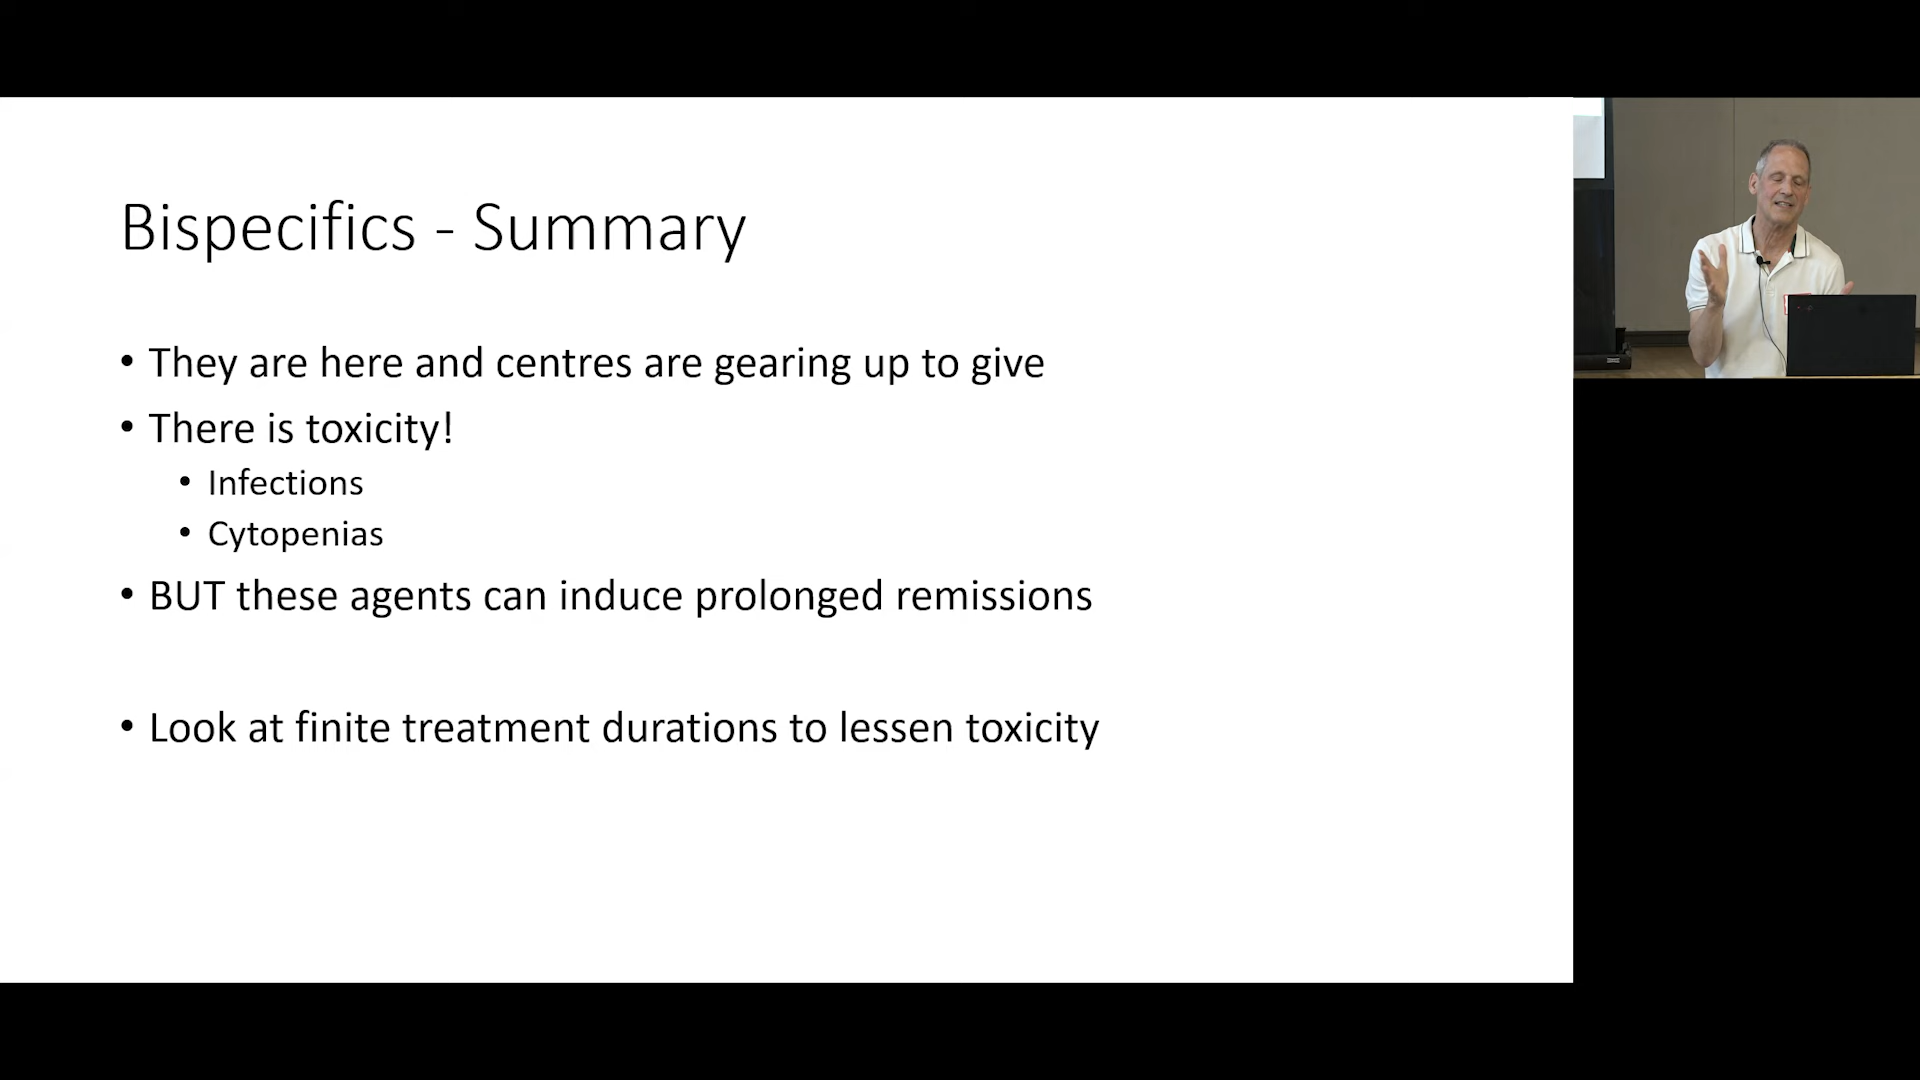 Bispecifics - Summary
• They are here and centres are gearing up to give
• There is toxicity!
• Infections
• Cytopenias
• BUT these agents can induce prolonged remissions
• Look at finite treatment durations to lessen toxicity